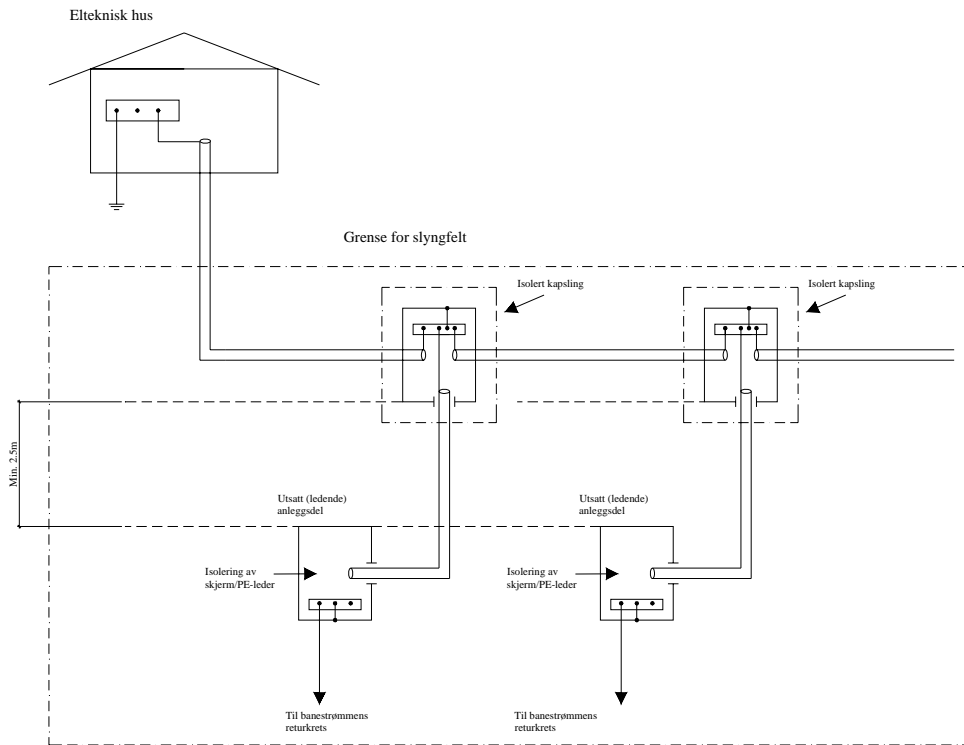 Elteknisk hus
Grense for slyngfelt
Isolert kapsling
Isolert kapsling
Min. 2.5m
Utsatt (ledende)
anleggsdel
Utsatt (ledende)
anleggsdel
Isolering av
skjerm/PE-leder
Isolering av
skjerm/PE-leder
Til banestrømmens
returkrets
Til banestrømmens
returkrets